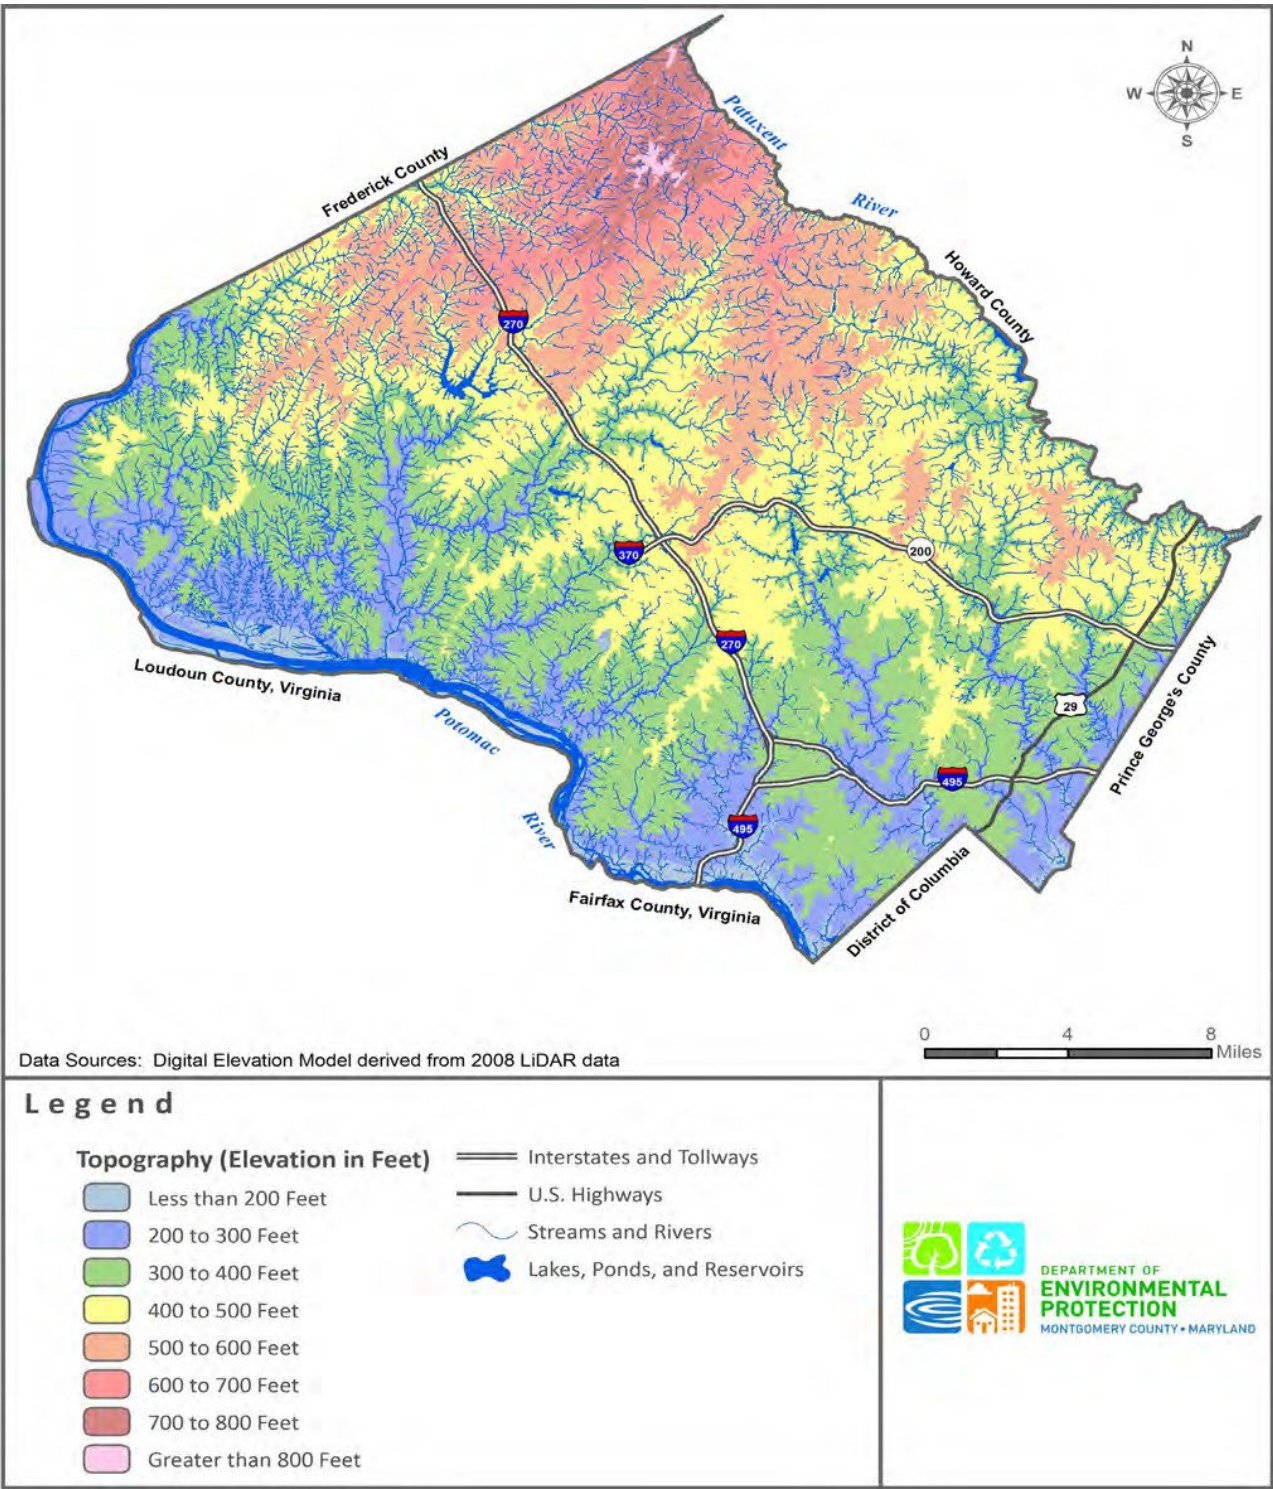 N
W E
S
Patuxent
River
Frederick County
Howard County
270
370
200
270
29
495
495
Loudoun County, Virginia
Potomac
River
Prince George's County
Fairfax County, Virginia
District of Columbia
0 4 8
Miles
Data Sources: Digital Elevation Model derived from 2008 LiDAR data
Legend
Topography (Elevation in Feet)
Less than 200 Feet
200 to 300 Feet
300 to 400 Feet
400 to 500 Feet
500 to 600 Feet
600 to 700 Feet
700 to 800 Feet
Greater than 800 Feet
Interstates and Tollways
U.S. Highways
Streams and Rivers
Lakes, Ponds, and Reservoirs
DEPARTMENT OF
ENVIRONMENTAL
PROTECTION
MONTGOMERY COUNTY • MARYLAND